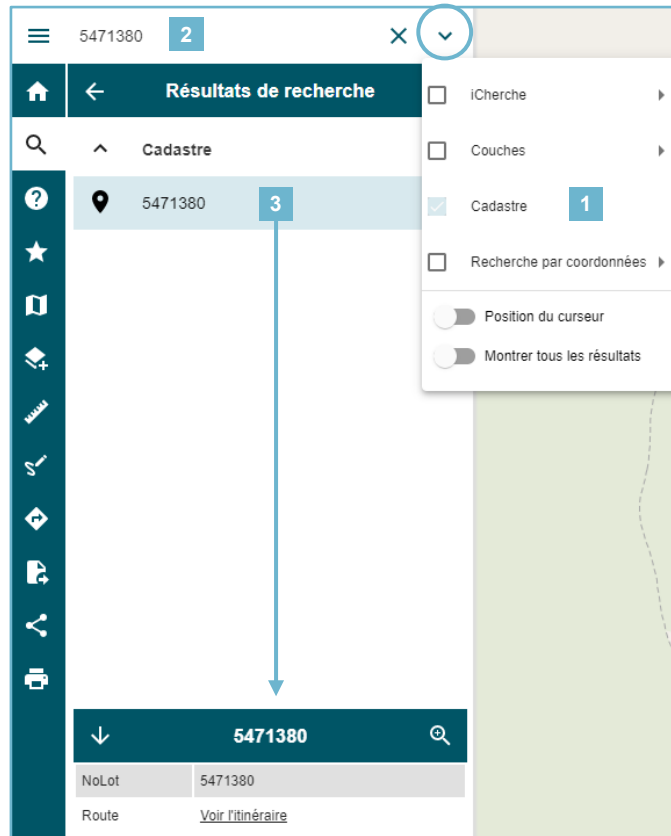 5471380 2
Résultats de recherche
iCherche
Cadastre
Couches
5471380 3
Cadastre 1
Recherche par coordonnées
Position du curseur
Montrer tous les résultats
5471380
NoLot 5471380
Route Voir l'itinéraire